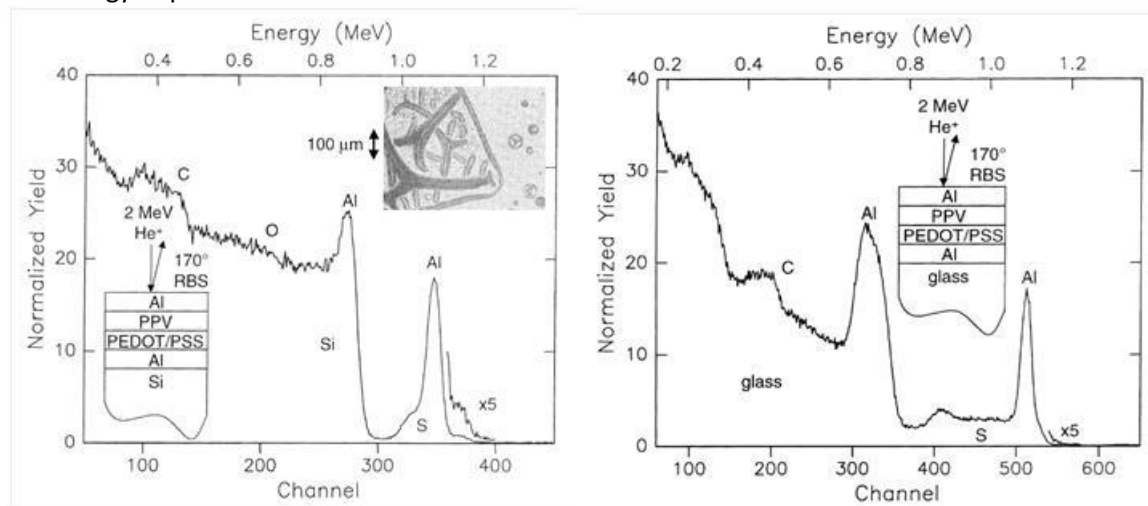 Energy (MeV)
0.4 0.6 0.8 1.0 1.2
40
30
20
10
0
Normalized Yield
100 μm
C
O
Al
Al
2 MeV
He⁺
170°
RBS
Al
PPV
PEDOT/PSS
Al
Si
Si
S
x5
100 200 300 400
Channel
Energy (MeV)
0.2 0.4 0.6 0.8 1.0 1.2
40
30
20
10
0
Normalized Yield
2 MeV
He⁺
170°
RBS
Al
PPV
PEDOT/PSS
Al
glass
Al
C
Al
glass
S
x5
100 200 300 400 500 600
Channel